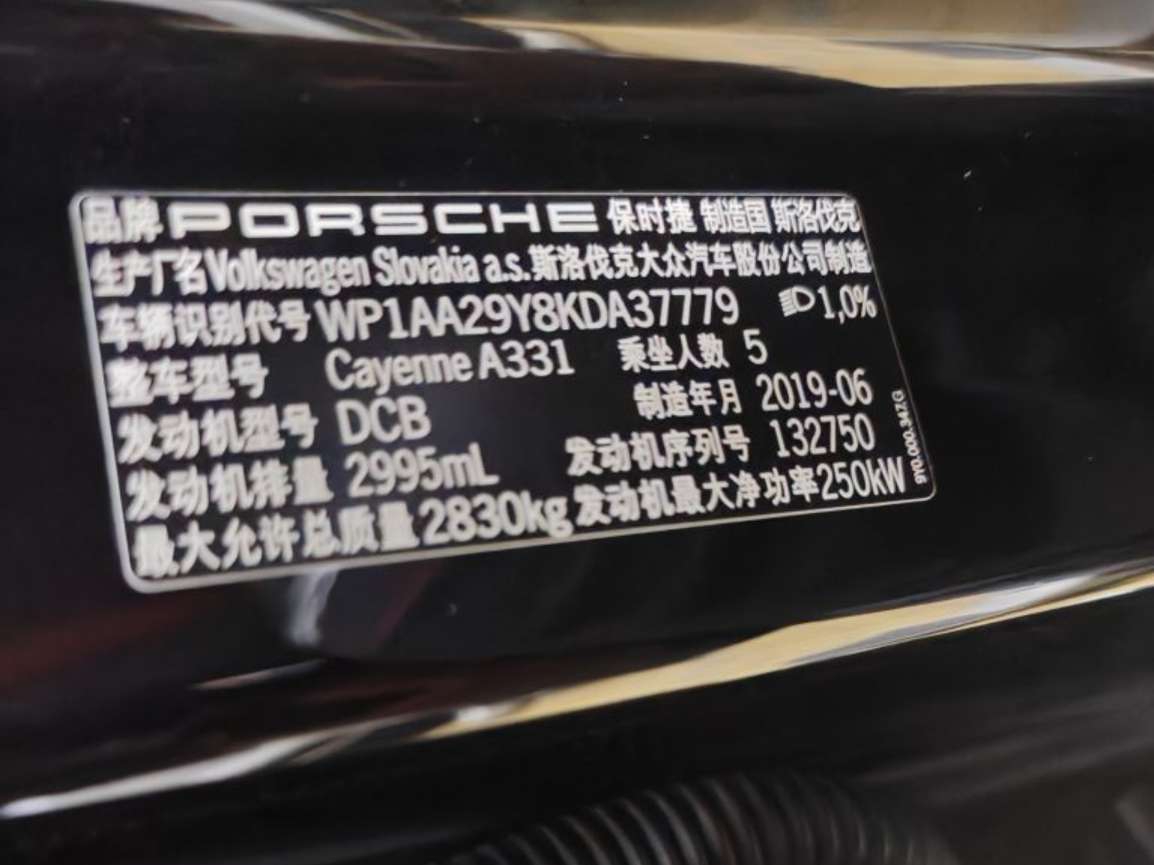 品牌 PORSCHE 保时捷 制造国 斯洛伐克
生产厂名 Volkswagen Slovakia a.s. 斯洛伐克大众汽车股份公司制造
车辆识别代号 WP1AA29Y8KDA37779 1,0%
整车型号 Cayenne A331 乘坐人数 5
发动机型号 DCB 制造年月 2019-06
发动机排量 2995mL 发动机序列号 132750
最大允许总质量 2830kg 发动机最大净功率 250kW
9Y0.000.347.G